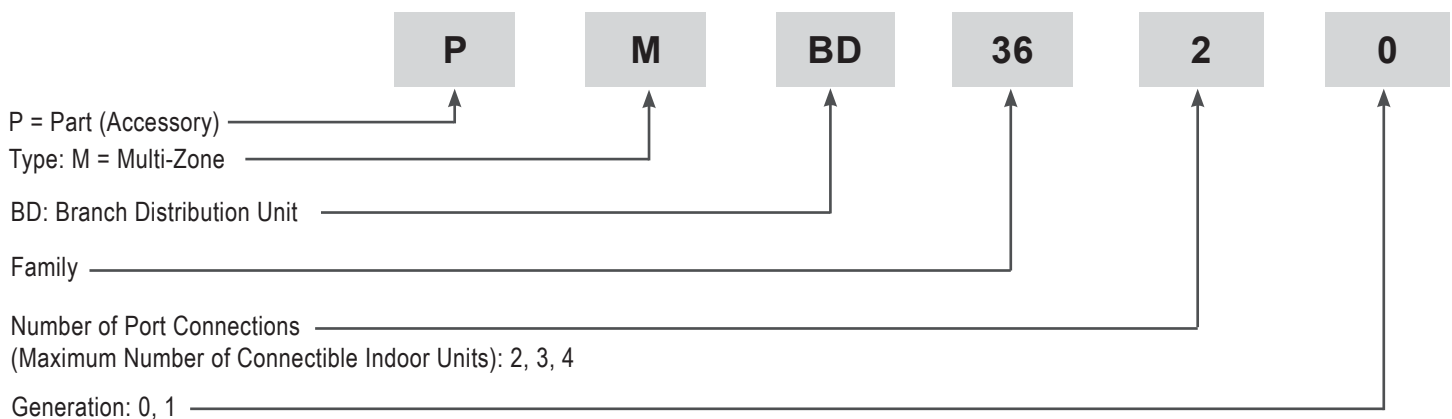 P M BD 36 2 0
P = Part (Accessory)
Type: M = Multi-Zone
BD: Branch Distribution Unit
Family
Number of Port Connections
(Maximum Number of Connectible Indoor Units): 2, 3, 4
Generation: 0, 1